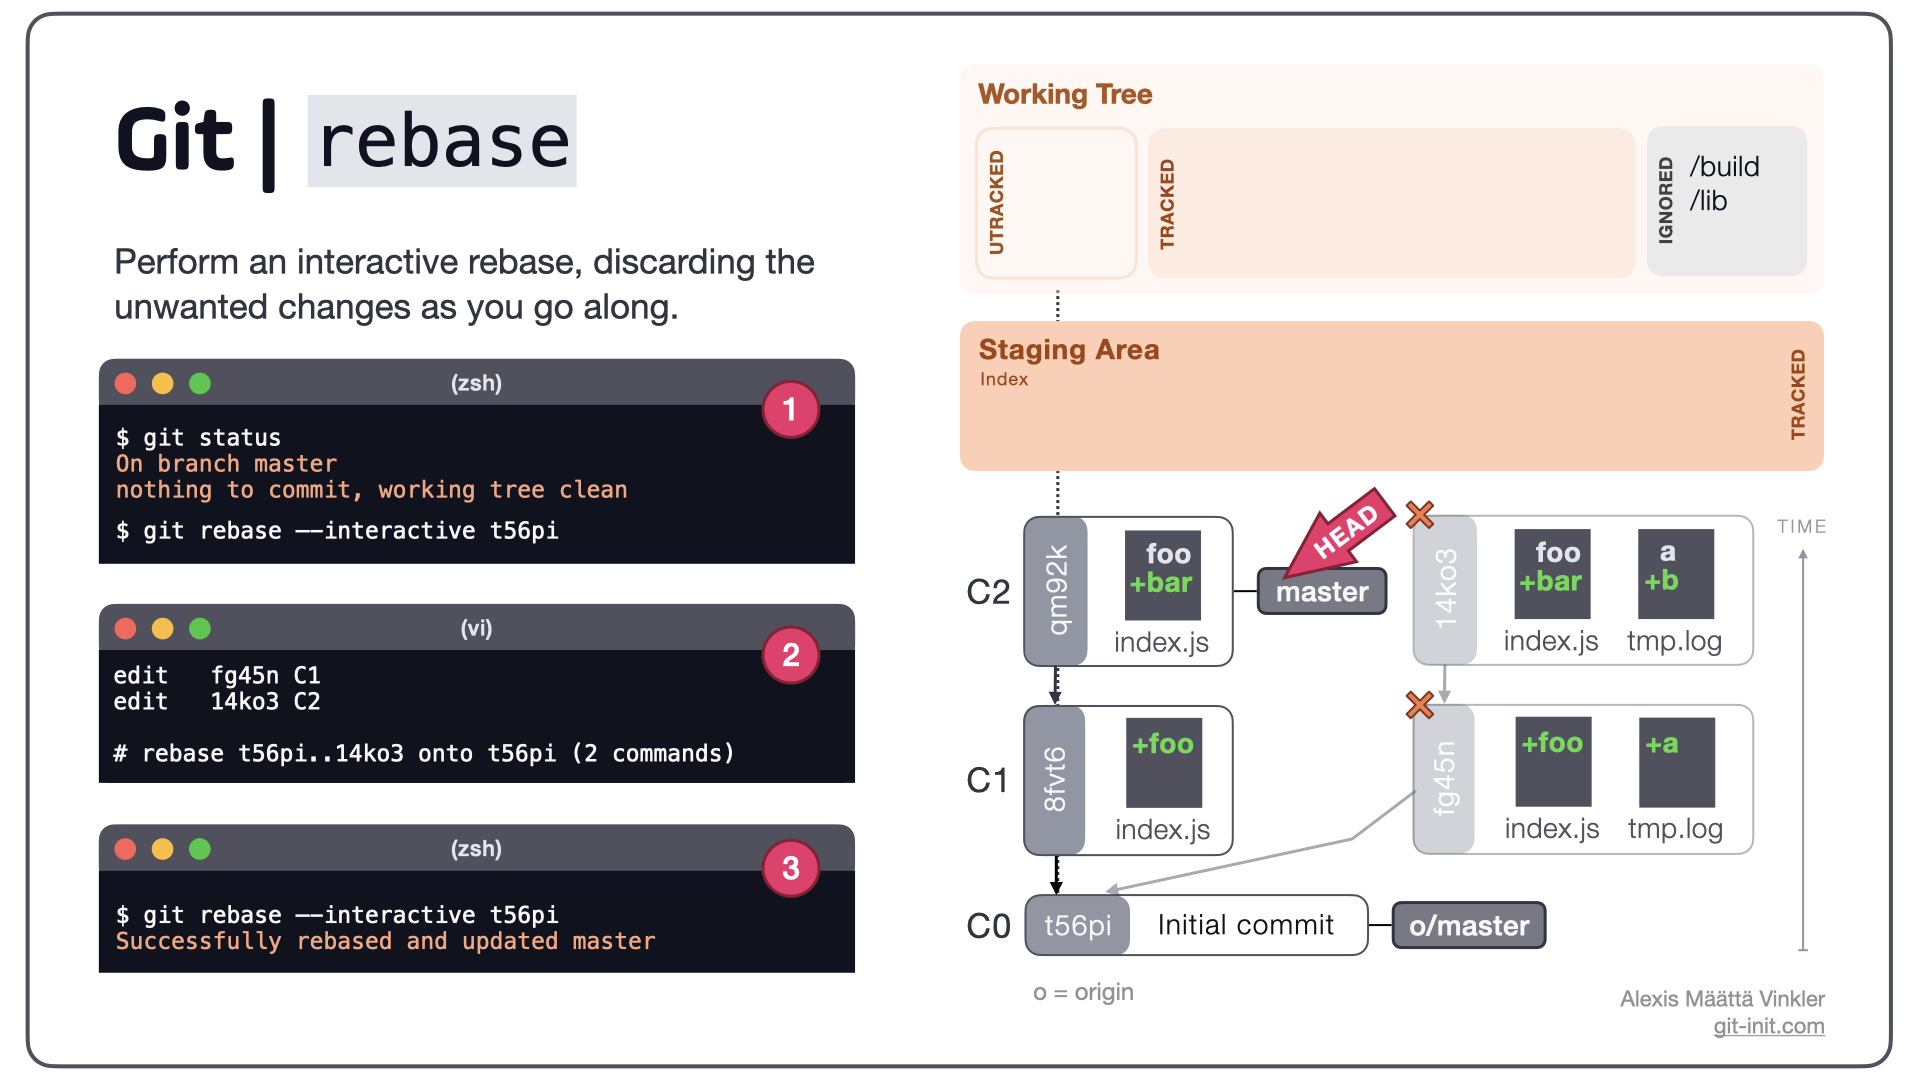 Git | rebase
Perform an interactive rebase, discarding the
unwanted changes as you go along.
(zsh)
1
$ git status
On branch master
nothing to commit, working tree clean
$ git rebase --interactive t56pi
(vi)
2
edit   fg45n C1
edit   14ko3 C2
# rebase t56pi..14ko3 onto t56pi (2 commands)
(zsh)
3
$ git rebase --interactive t56pi
Successfully rebased and updated master
Working Tree
UTRACKED
TRACKED
IGNORED
/build
/lib
Staging Area
Index
TRACKED
C2
qm92k
foo
+bar
index.js
master
HEAD
14ko3
foo
+bar
index.js
a
+b
tmp.log
TIME
C1
8fvt6
+foo
index.js
fg45n
+foo
index.js
+a
tmp.log
C0
t56pi
Initial commit
o/master
o = origin
Alexis Määttä Vinkler
git-init.com